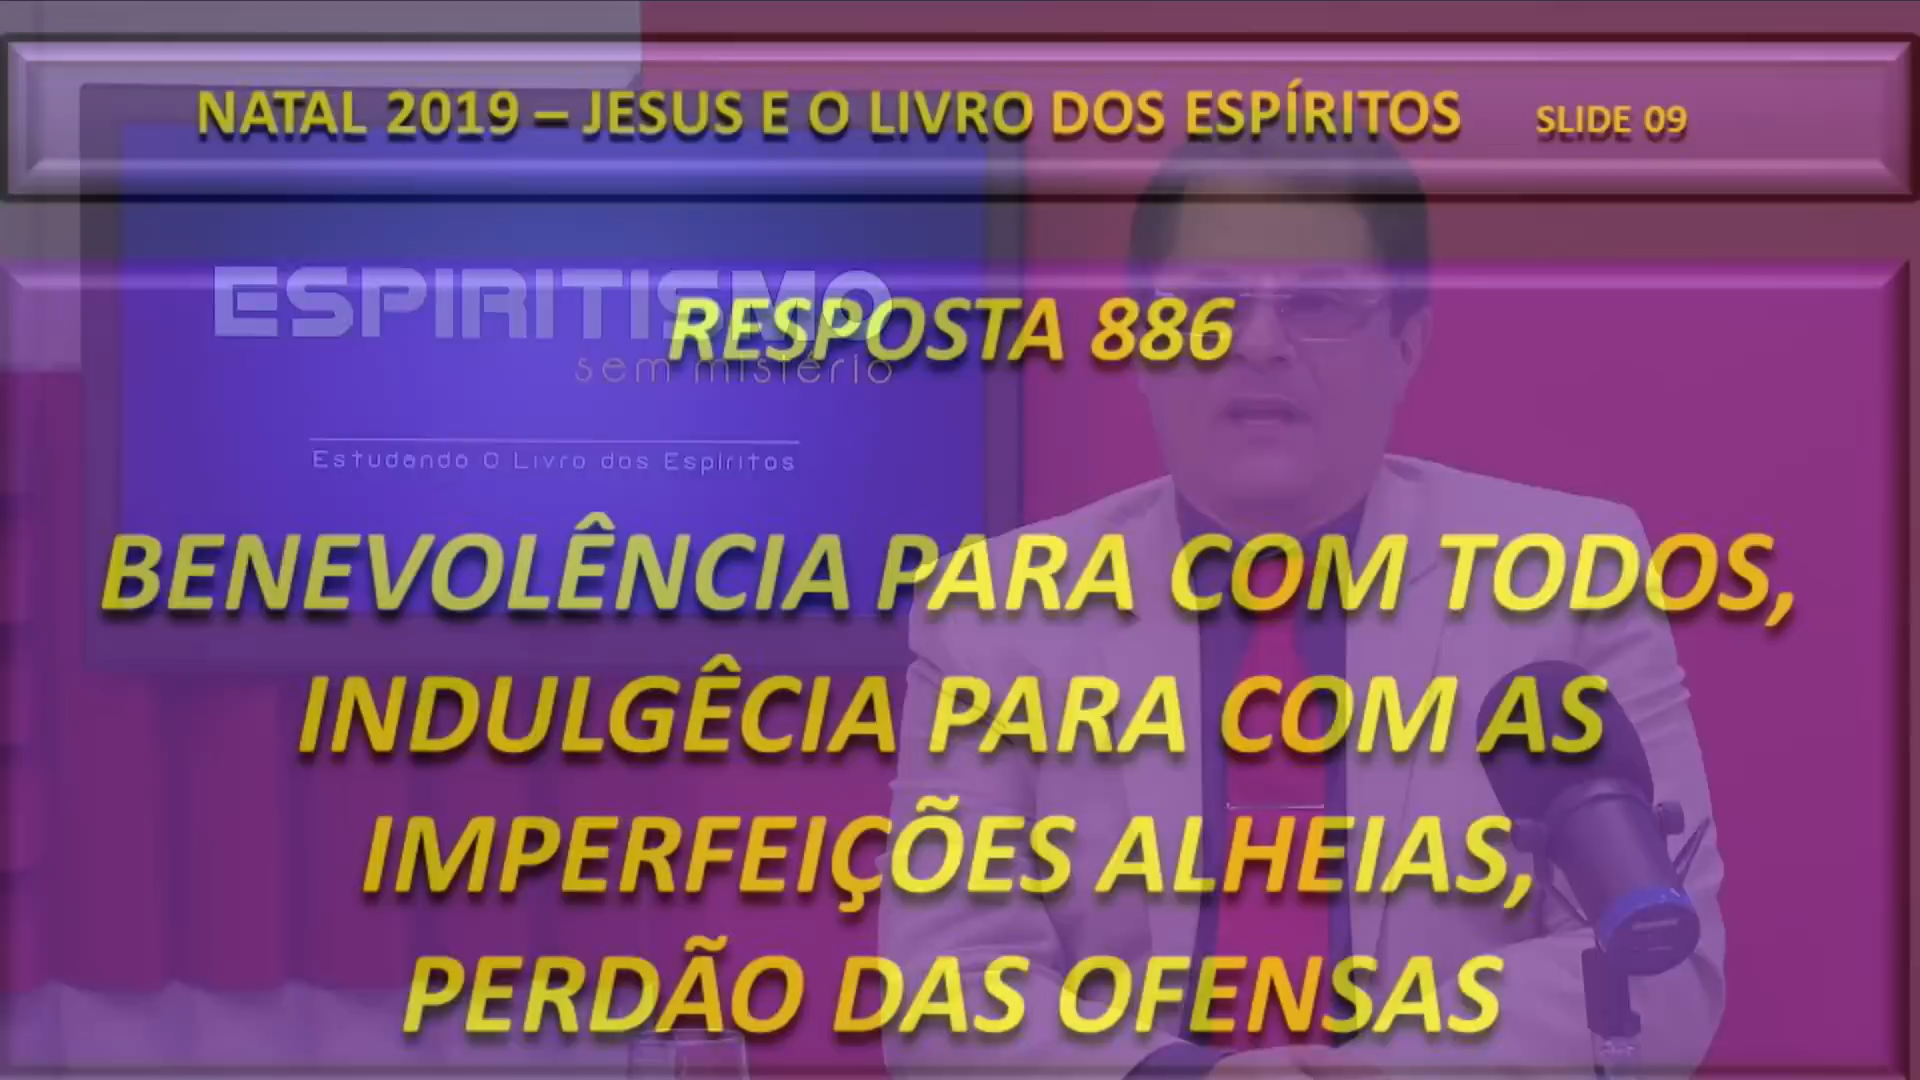 NATAL 2019 – JESUS E O LIVRO DOS ESPÍRITOS SLIDE 09
ESPIRITISMO
sem mistério
RESPOSTA 886
Estudando O Livro dos Espíritos
BENEVOLÊNCIA PARA COM TODOS,
INDULGÊCIA PARA COM AS
IMPERFEIÇÕES ALHEIAS,
PERDÃO DAS OFENSAS